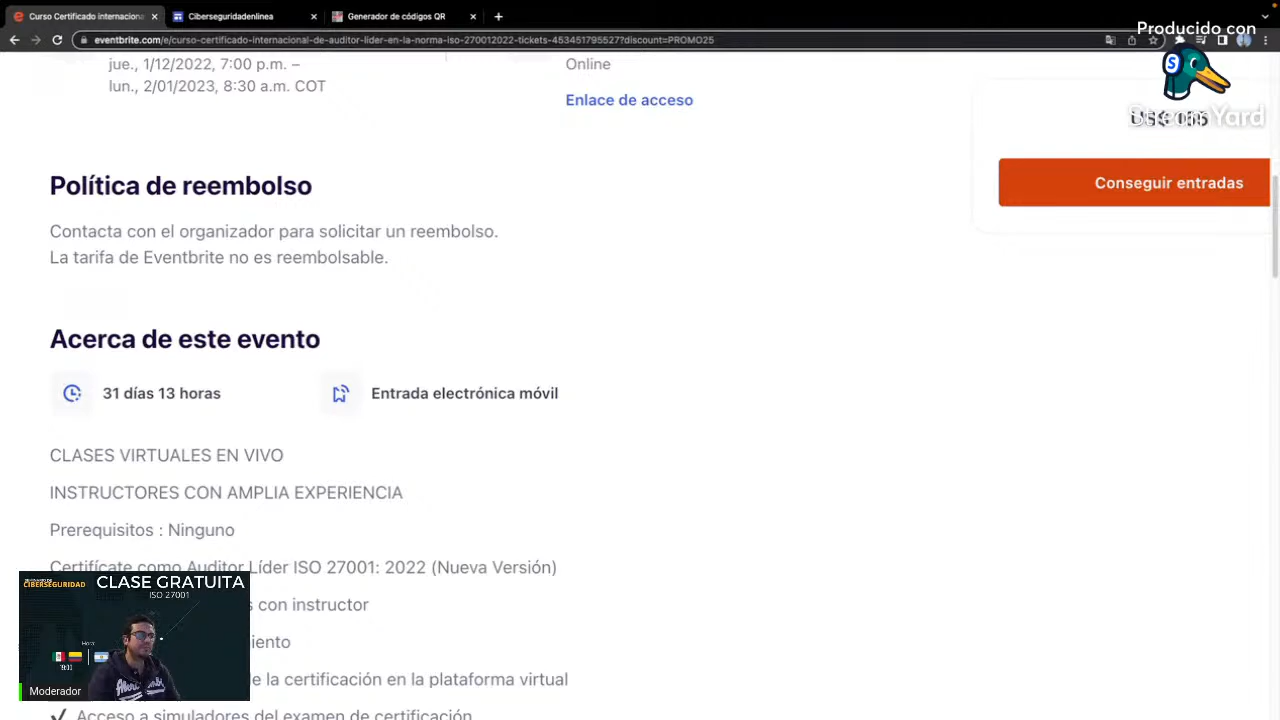 Curso Certificado internaciona
Ciberseguridadenlinea
Generador de códigos QR
eventbrite.com/e/curso-certificado-internacional-de-auditor-lider-en-la-norma-iso-270012022-tickets-453451795527?discount=PROMO25
Producido con
StreamYard
jue., 1/12/2022, 7:00 p.m. –
lun., 2/01/2023, 8:30 a.m. COT
Online
Enlace de acceso
US$
Conseguir entradas
Política de reembolso
Contacta con el organizador para solicitar un reembolso.
La tarifa de Eventbrite no es reembolsable.
Acerca de este evento
31 días 13 horas
Entrada electrónica móvil
CLASES VIRTUALES EN VIVO
INSTRUCTORES CON AMPLIA EXPERIENCIA
Prerequisitos : Ninguno
Certifícate como Auditor Líder ISO 27001: 2022 (Nueva Versión)
con instructor
de la certificación en la plataforma virtual
✓ Acceso a simuladores del examen de certificación
CIBERSEGURIDAD
CLASE GRATUITA
ISO 27001
Hora
Moderador